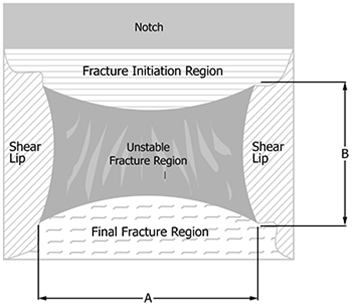 Notch
Fracture Initiation Region
Shear
Lip
Unstable
Fracture Region
Shear
Lip
B
Final Fracture Region
A